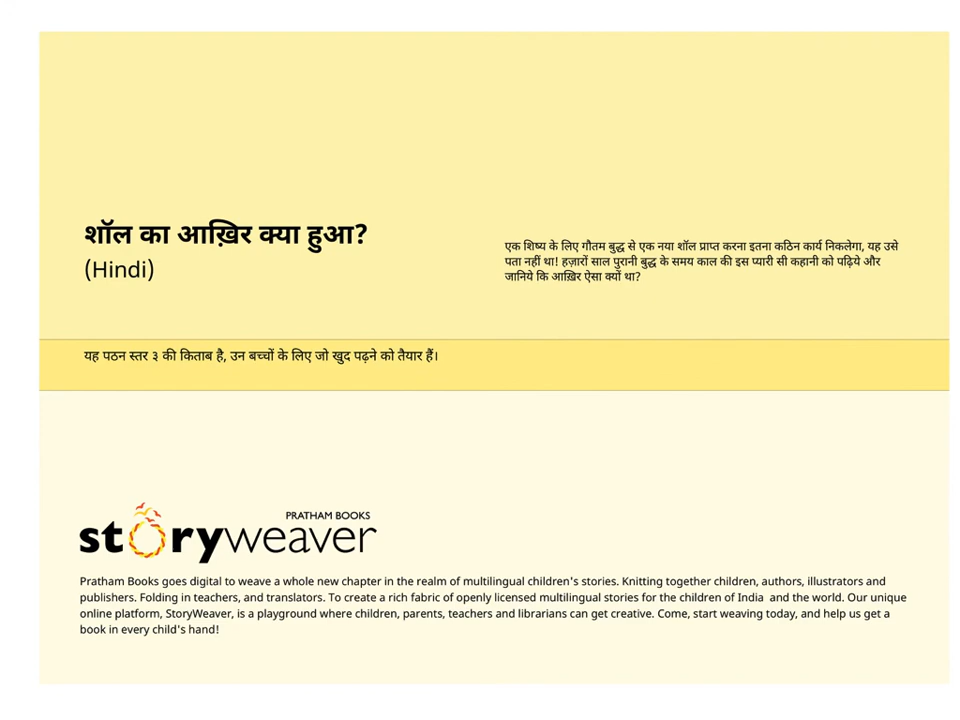 शॉल का आख़िर क्या हुआ?
(Hindi)
एक शिष्य के लिए गौतम बुद्ध से एक नया शॉल प्राप्त करना इतना कठिन कार्य निकलेगा, यह उसे
पता नहीं था! हज़ारों साल पुरानी बुद्ध के समय काल की इस प्यारी सी कहानी को पढ़िये और
जानिये कि आख़िर ऐसा क्यों था?
यह पठन स्तर ३ की किताब है, उन बच्चों के लिए जो खुद पढ़ने को तैयार हैं।
PRATHAM BOOKS
storyweaver
Pratham Books goes digital to weave a whole new chapter in the realm of multilingual children's stories. Knitting together children, authors, illustrators and
publishers. Folding in teachers, and translators. To create a rich fabric of openly licensed multilingual stories for the children of India and the world. Our unique
online platform, StoryWeaver, is a playground where children, parents, teachers and librarians can get creative. Come, start weaving today, and help us get a
book in every child's hand!